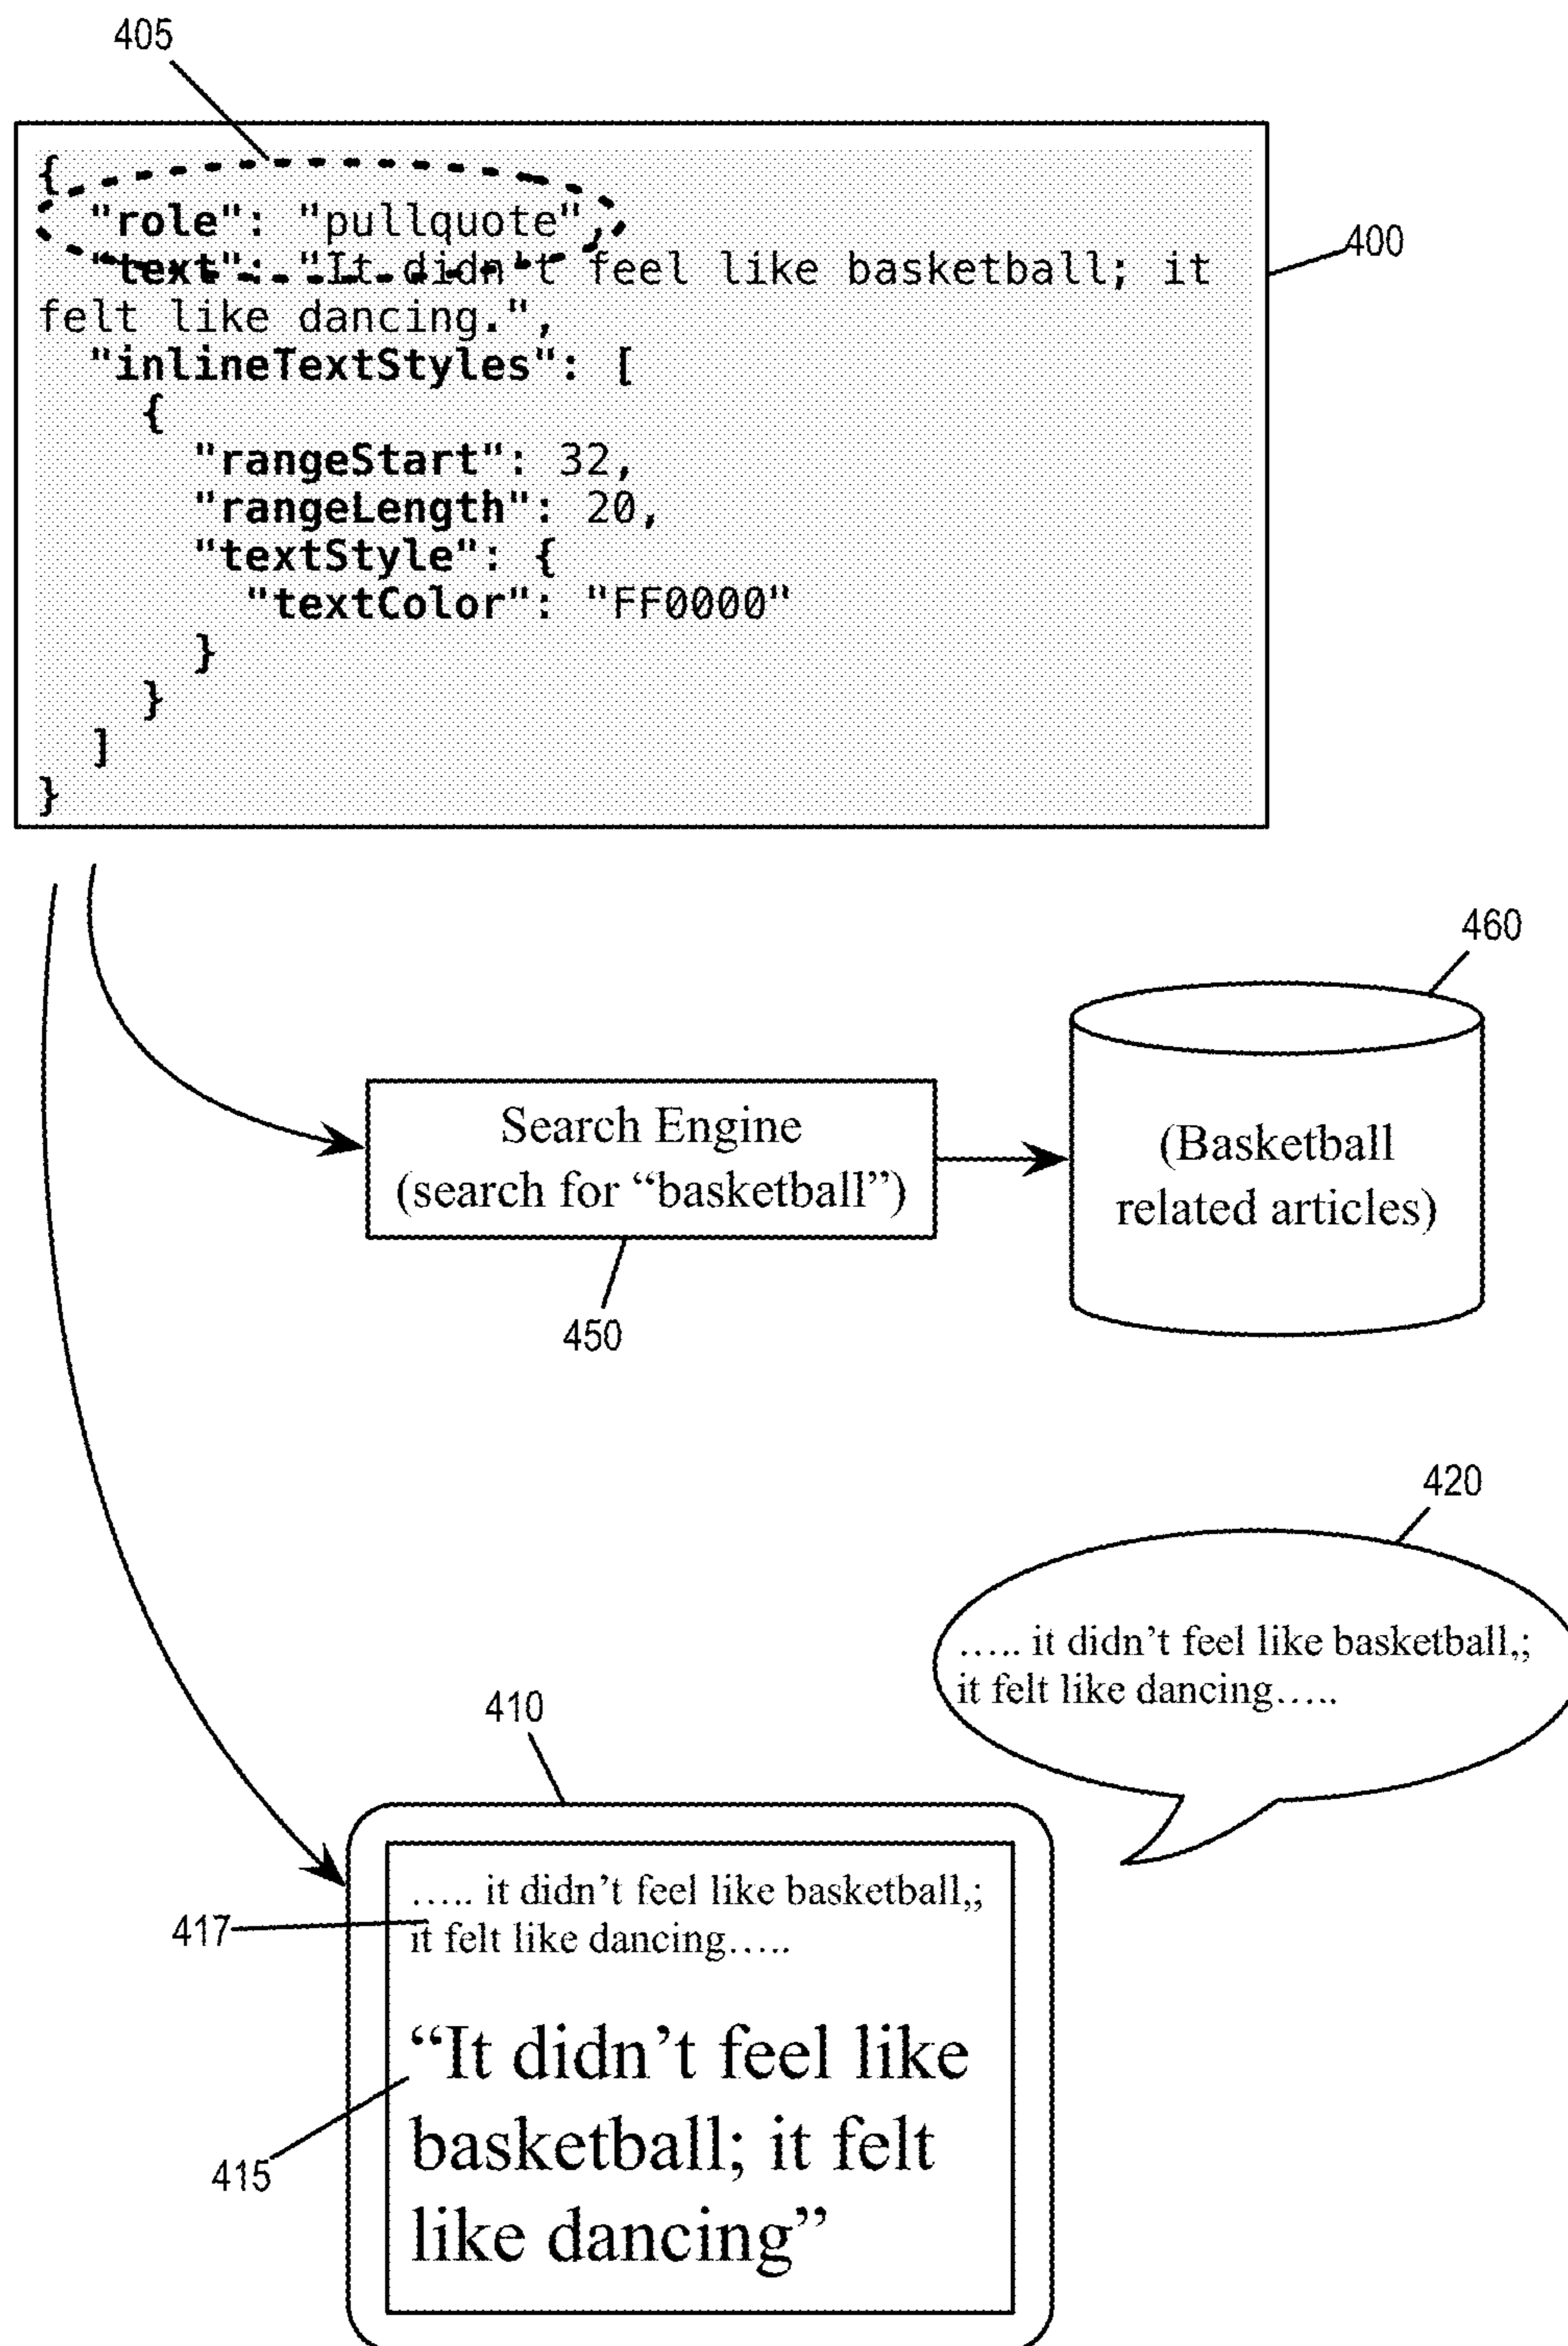 405
{
"role": "pullquote",
"text": "It didn't feel like basketball; it
felt like dancing.",
"inlineTextStyles": [
{
"rangeStart": 32,
"rangeLength": 20,
"textStyle": {
"textColor": "FF0000"
}
}
]
}
400
460
Search Engine
(search for “basketball”)
(Basketball
related articles)
450
420
….. it didn’t feel like basketball,;
it felt like dancing…..
410
….. it didn’t feel like basketball,;
it felt like dancing…..
417
“It didn’t feel like
basketball; it felt
like dancing”
415